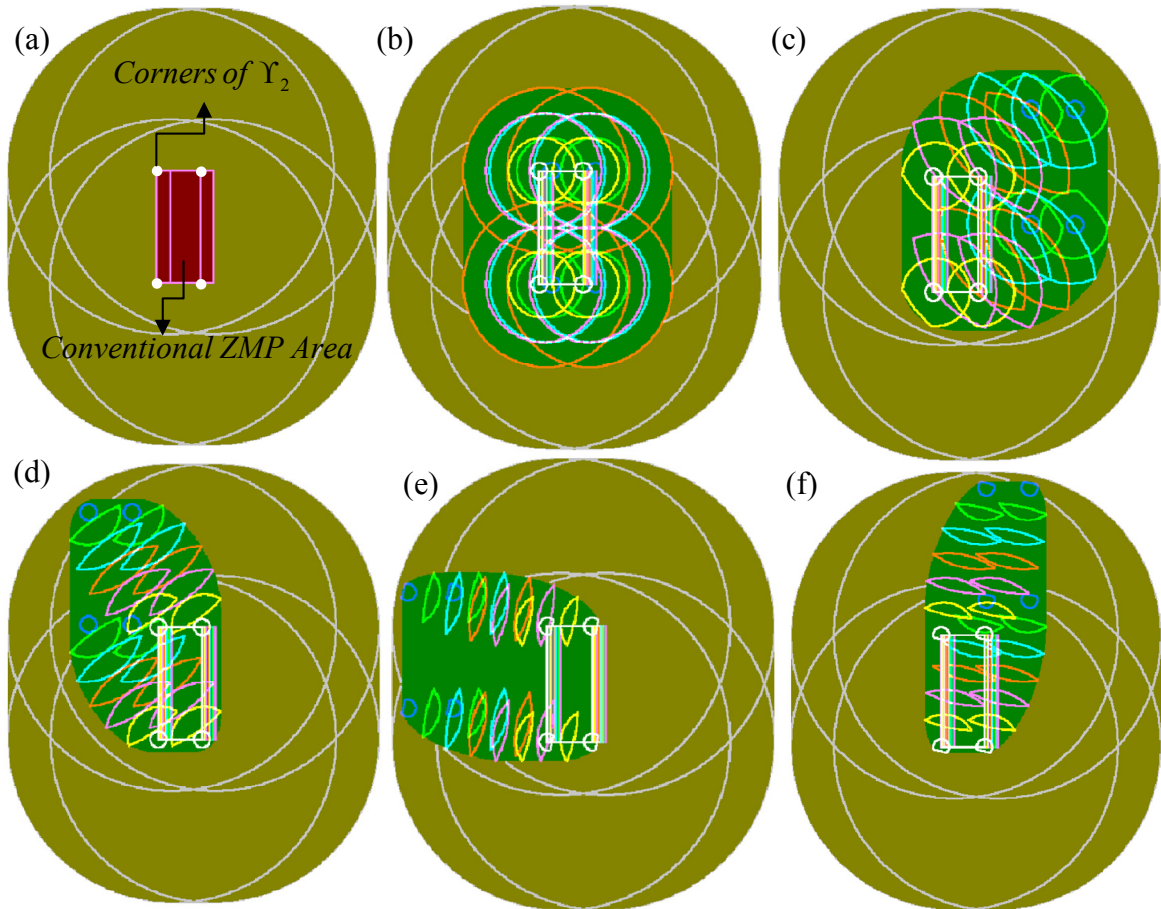 (a)
(b)
(c)
Corners of ϒ₂
Conventional ZMP Area
(d)
(e)
(f)